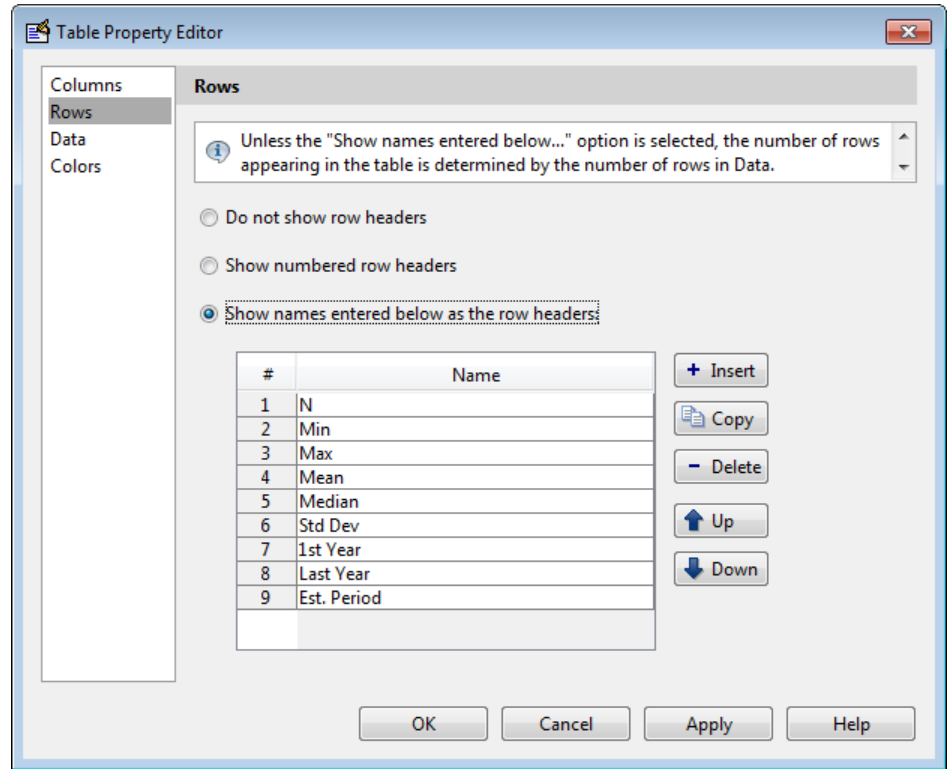 Table Property Editor
Columns
Rows
Data
Colors
Rows
Unless the "Show names entered below..." option is selected, the number of rows
appearing in the table is determined by the number of rows in Data.
Do not show row headers
Show numbered row headers
Show names entered below as the row headers:
# Name
1 N
2 Min
3 Max
4 Mean
5 Median
6 Std Dev
7 1st Year
8 Last Year
9 Est. Period
+ Insert
Copy
- Delete
Up
Down
OK Cancel Apply Help